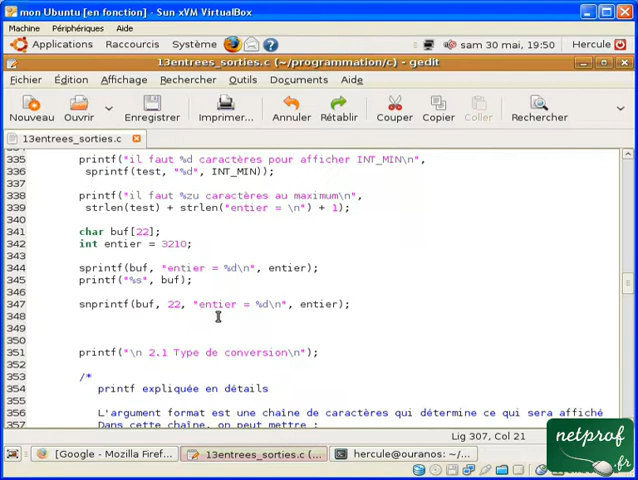 mon Ubuntu [en fonction] - Sun xVM VirtualBox
Machine Périphériques Aide
Applications Raccourcis Système sam 30 mai, 19:50 Hercule
13entrees_sorties.c (~/programmation/c) - gedit
Fichier Édition Affichage Rechercher Outils Documents Aide
Nouveau Ouvrir Enregistrer Imprimer... Annuler Rétablir Couper Copier Coller Rechercher
13entrees_sorties.c
335 printf("il faut %d caractères pour afficher INT_MIN\n",
336 sprintf(test, "%d", INT_MIN));
337
338 printf("il faut %zu caractères au maximum\n",
339 strlen(test) + strlen("entier = \n") + 1);
340
341 char buf[22];
342 int entier = 3210;
343
344 sprintf(buf, "entier = %d\n", entier);
345 printf("%s", buf);
346
347 snprintf(buf, 22, "entier = %d\n", entier);
348
349
350
351 printf("\n 2.1 Type de conversion\n");
352
353 /*
354 printf expliquée en détails
355
356 L'argument format est une chaîne de caractères qui détermine ce qui sera affiché
357 Dans cette chaîne, on peut mettre :
Lig 307, Col 21
[Google - Mozilla Firef... 13entrees_sorties.c (... hercule@ouranos: ~/...
netprof
.fr